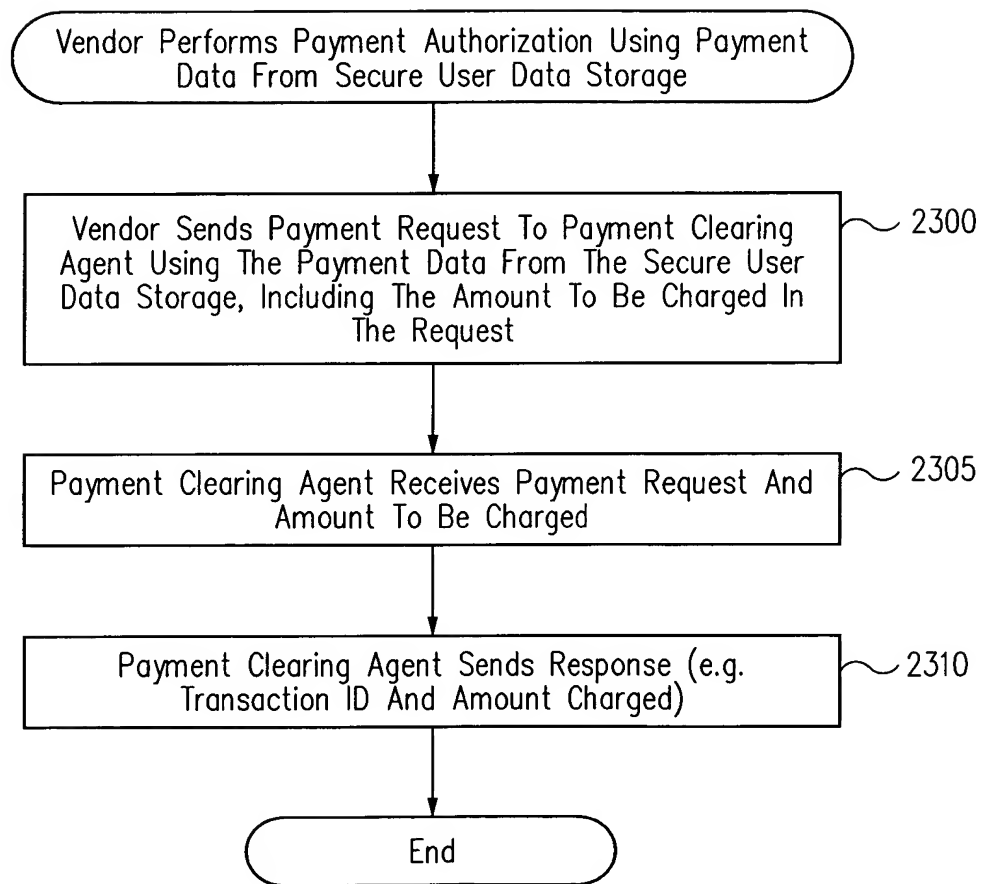 Vendor Performs Payment Authorization Using Payment
Data From Secure User Data Storage
Vendor Sends Payment Request To Payment Clearing
Agent Using The Payment Data From The Secure User
Data Storage, Including The Amount To Be Charged In
The Request
2300
Payment Clearing Agent Receives Payment Request And
Amount To Be Charged
2305
Payment Clearing Agent Sends Response (e.g.
Transaction ID And Amount Charged)
2310
End